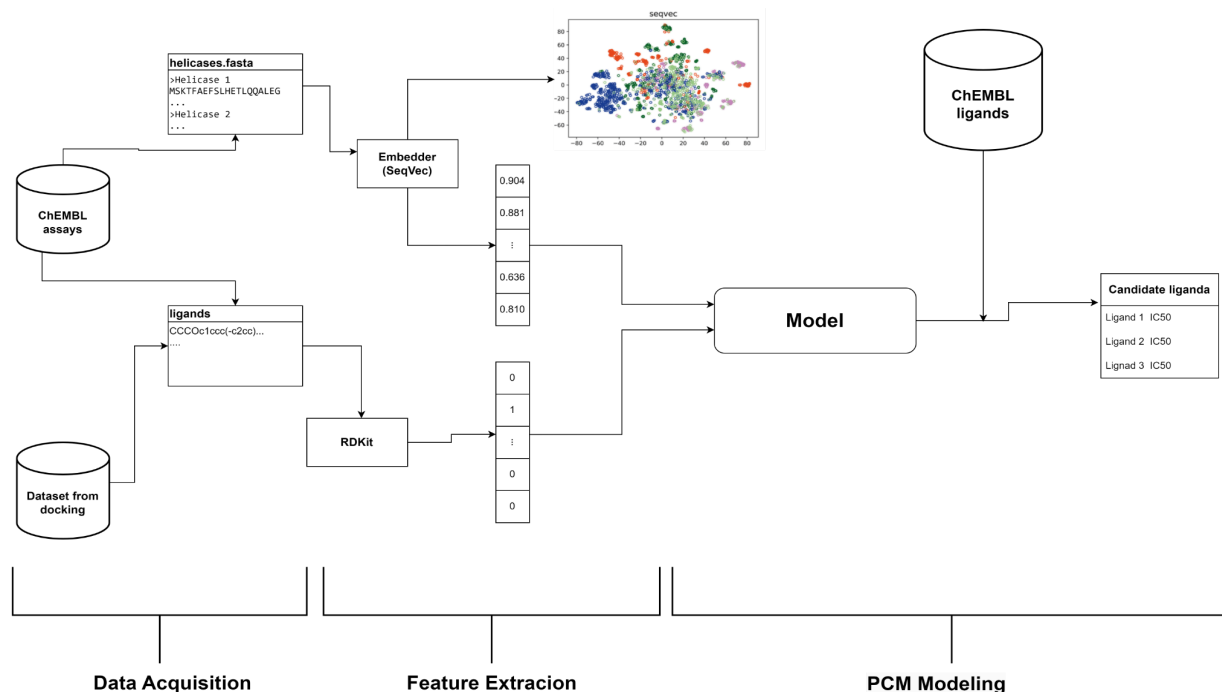 seqvec
80
60
40
20
0
−20
−40
−60
−80 −60 −40 −20 0 20 40 60 80
helicases.fasta
>Helicase 1
MSKTFAEFSLHETLQQALEG
...
>Helicase 2
...
Embedder
(SeqVec)
ChEMBL
ligands
ChEMBL
assays
0.904
0.881
⋮
0.636
0.810
ligands
CCCOc1ccc(-c2cc)...
....
Model
Candidate liganda
Ligand 1 IC50
Ligand 2 IC50
Lignad 3 IC50
RDKit
0
1
⋮
0
0
Dataset from
docking
Data Acquisition
Feature Extracion
PCM Modeling